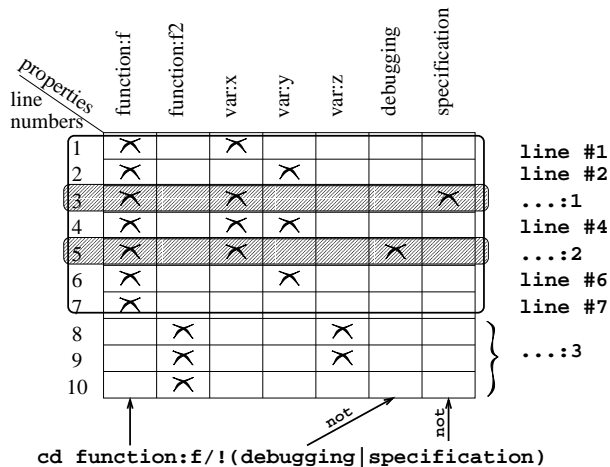 properties
line
numbers
function:f
function:f2
var:x
var:y
var:z
debugging
specification
1
line #1
2
line #2
3
...:1
4
line #4
5
...:2
6
line #6
7
line #7
8
9
...:3
10
not
not
cd function:f/!(debugging|specification)